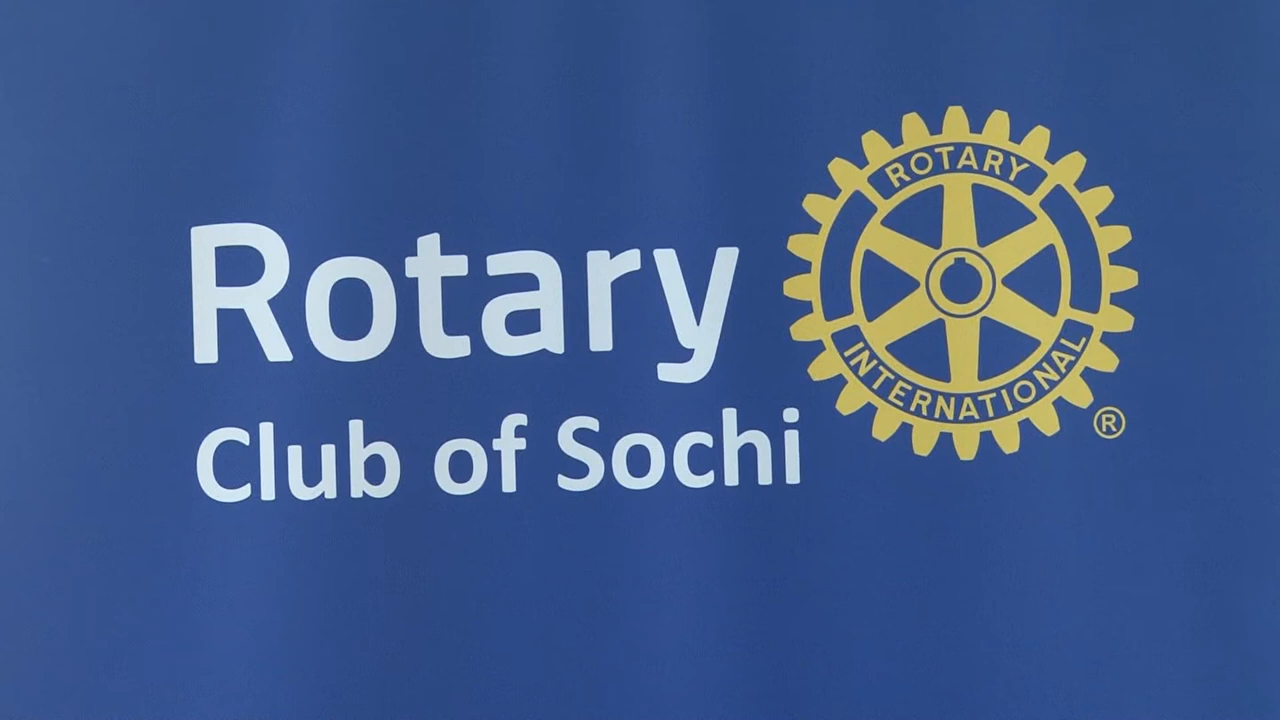 Rotary
Club of Sochi
ROTARY
INTERNATIONAL
®